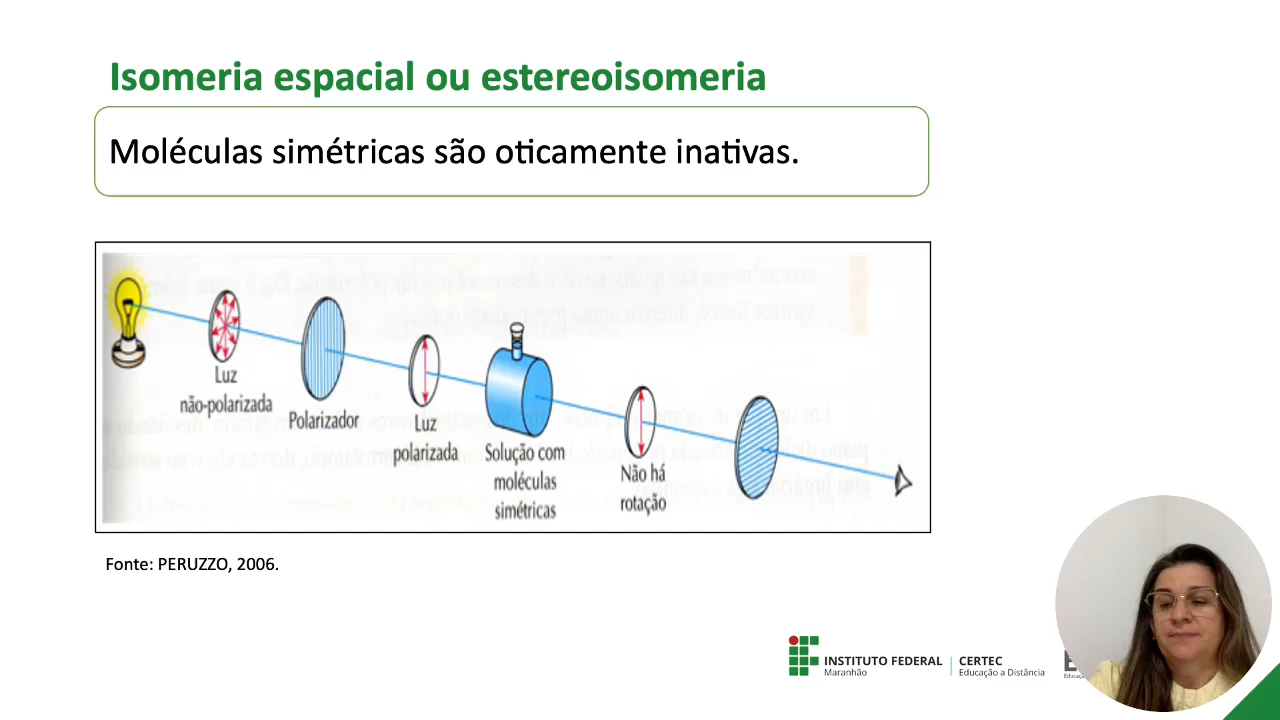 Isomeria espacial ou estereoisomeria
Moléculas simétricas são oticamente inativas.
Luz
não-polarizada
Polarizador
Luz
polarizada
Solução com
moléculas
simétricas
Não há
rotação
Fonte: PERUZZO, 2006.
INSTITUTO FEDERAL
Maranhão
CERTEC
Educação a Distância